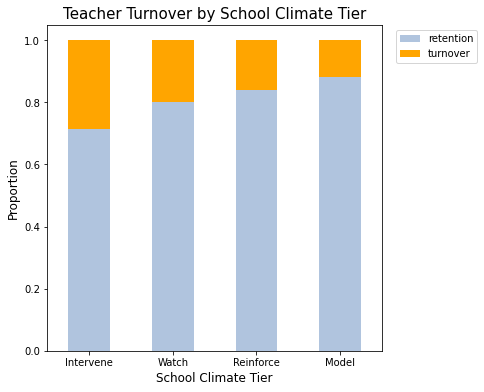 Teacher Turnover by School Climate Tier
retention
turnover
Proportion
1.0
0.8
0.6
0.4
0.2
0.0
Intervene Watch Reinforce Model
School Climate Tier